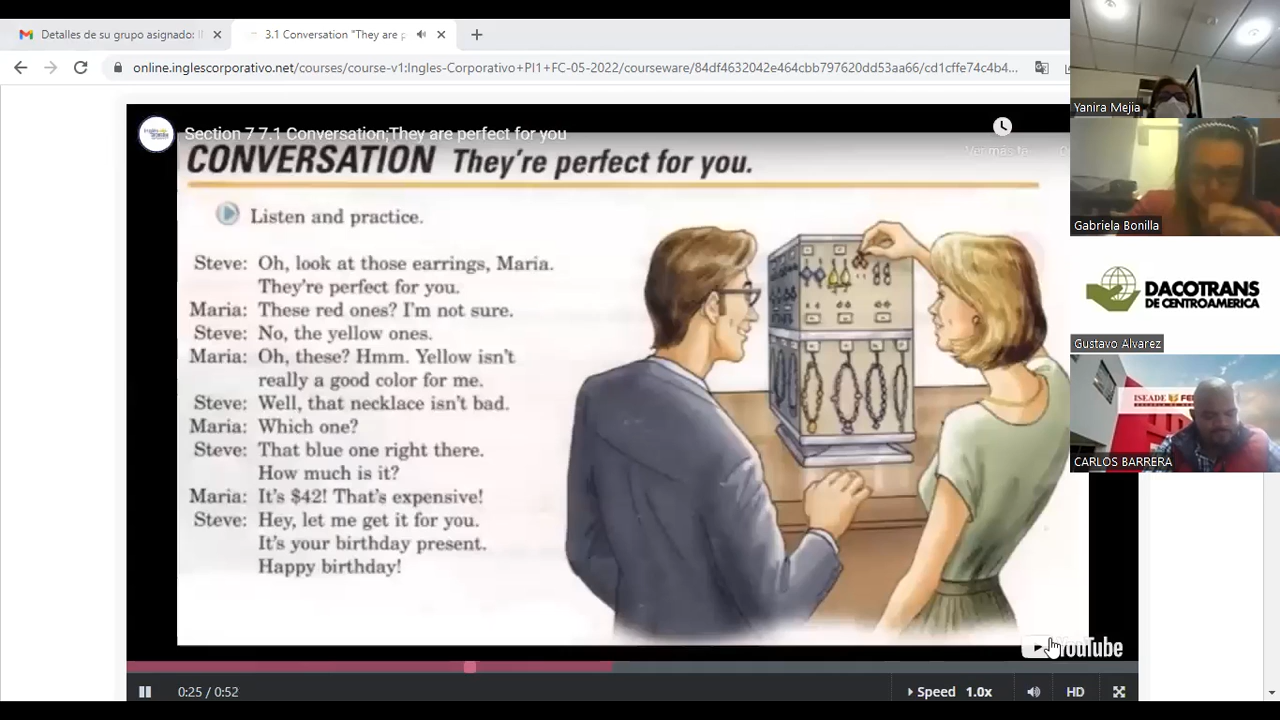 Detalles de su grupo asignado: I
3.1 Conversation "They are p
online.inglescorporativo.net/courses/course-v1:Ingles-Corporativo+PI1+FC-05-2022/courseware/84df4632042e464cbb797620dd53aa66/cd1cffe74c4b4...
Section 7 7.1 Conversation;They are perfect for you
Ver más ta
CONVERSATION They're perfect for you.
Listen and practice.
Steve: Oh, look at those earrings, Maria.
They're perfect for you.
Maria: These red ones? I'm not sure.
Steve: No, the yellow ones.
Maria: Oh, these? Hmm. Yellow isn't
really a good color for me.
Steve: Well, that necklace isn't bad.
Maria: Which one?
Steve: That blue one right there.
How much is it?
Maria: It's $42! That's expensive!
Steve: Hey, let me get it for you.
It's your birthday present.
Happy birthday!
YouTube
0:25 / 0:52
Speed 1.0x
HD
Yanira Mejia
Gabriela Bonilla
DACOTRANS
DE CENTROAMERICA
Gustavo Alvarez
ISEADE FE
CARLOS BARRERA